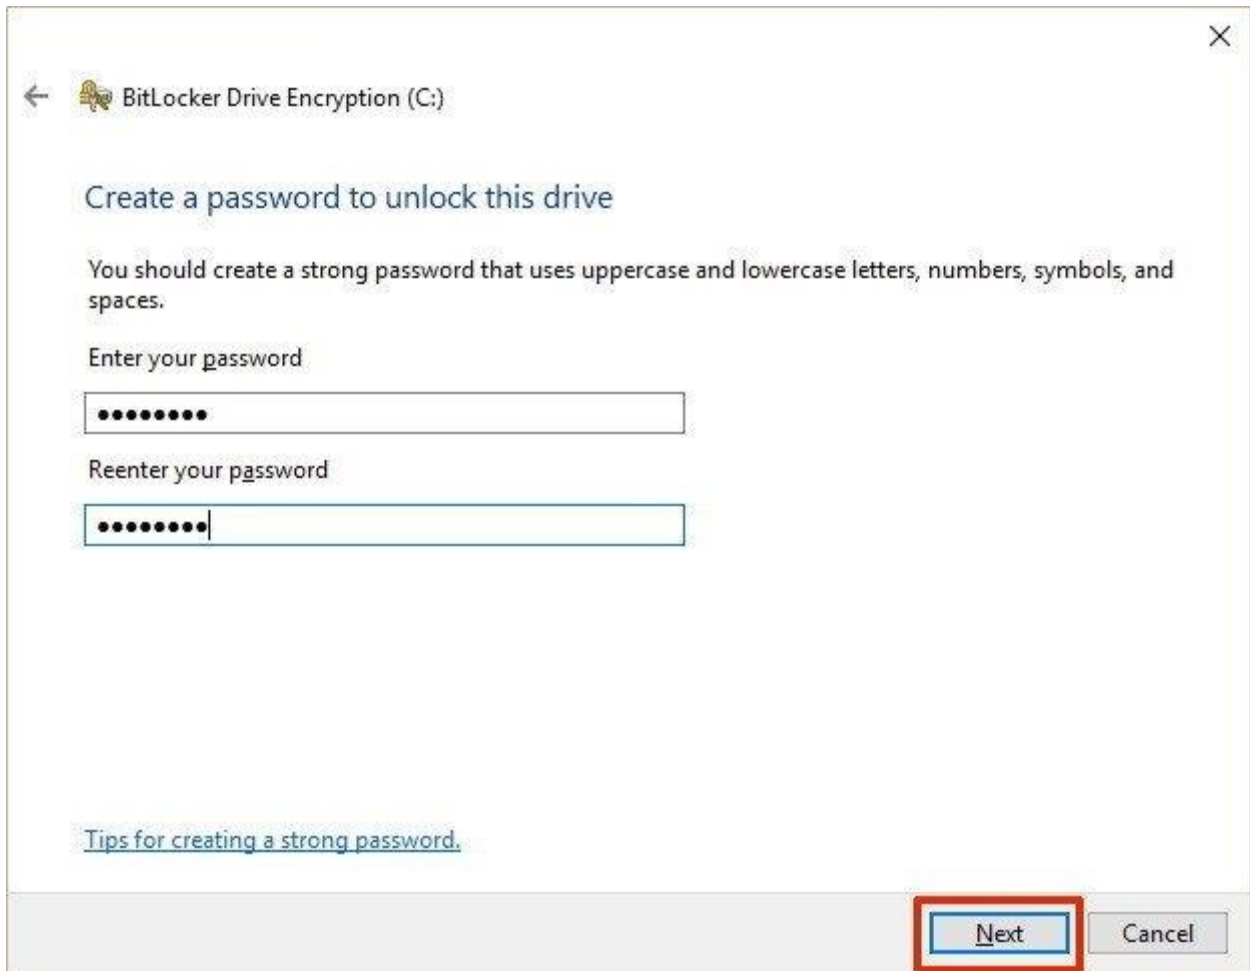 BitLocker Drive Encryption (C:)
Create a password to unlock this drive
You should create a strong password that uses uppercase and lowercase letters, numbers, symbols, and
spaces.
Enter your password
●●●●●●●●
Reenter your password
●●●●●●●●
Tips for creating a strong password.
Next Cancel